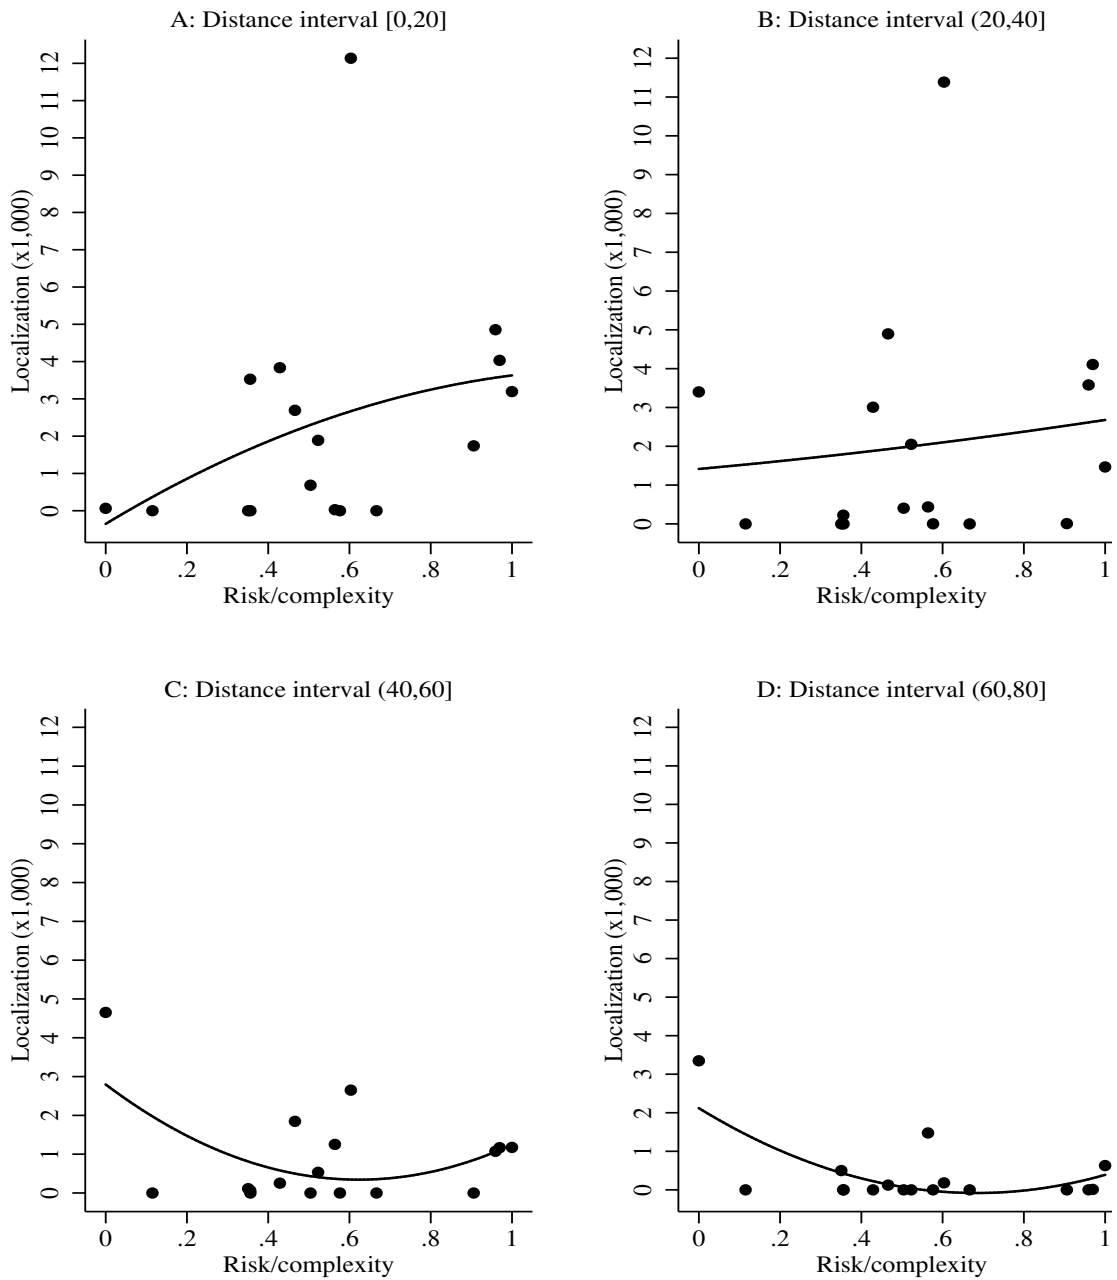 A: Distance interval [0,20]
Localization (x1,000)
0 1 2 3 4 5 6 7 8 9 10 11 12
0 .2 .4 .6 .8 1
Risk/complexity
B: Distance interval (20,40]
Localization (x1,000)
0 1 2 3 4 5 6 7 8 9 10 11 12
0 .2 .4 .6 .8 1
Risk/complexity
C: Distance interval (40,60]
Localization (x1,000)
0 1 2 3 4 5 6 7 8 9 10 11 12
0 .2 .4 .6 .8 1
Risk/complexity
D: Distance interval (60,80]
Localization (x1,000)
0 1 2 3 4 5 6 7 8 9 10 11 12
0 .2 .4 .6 .8 1
Risk/complexity